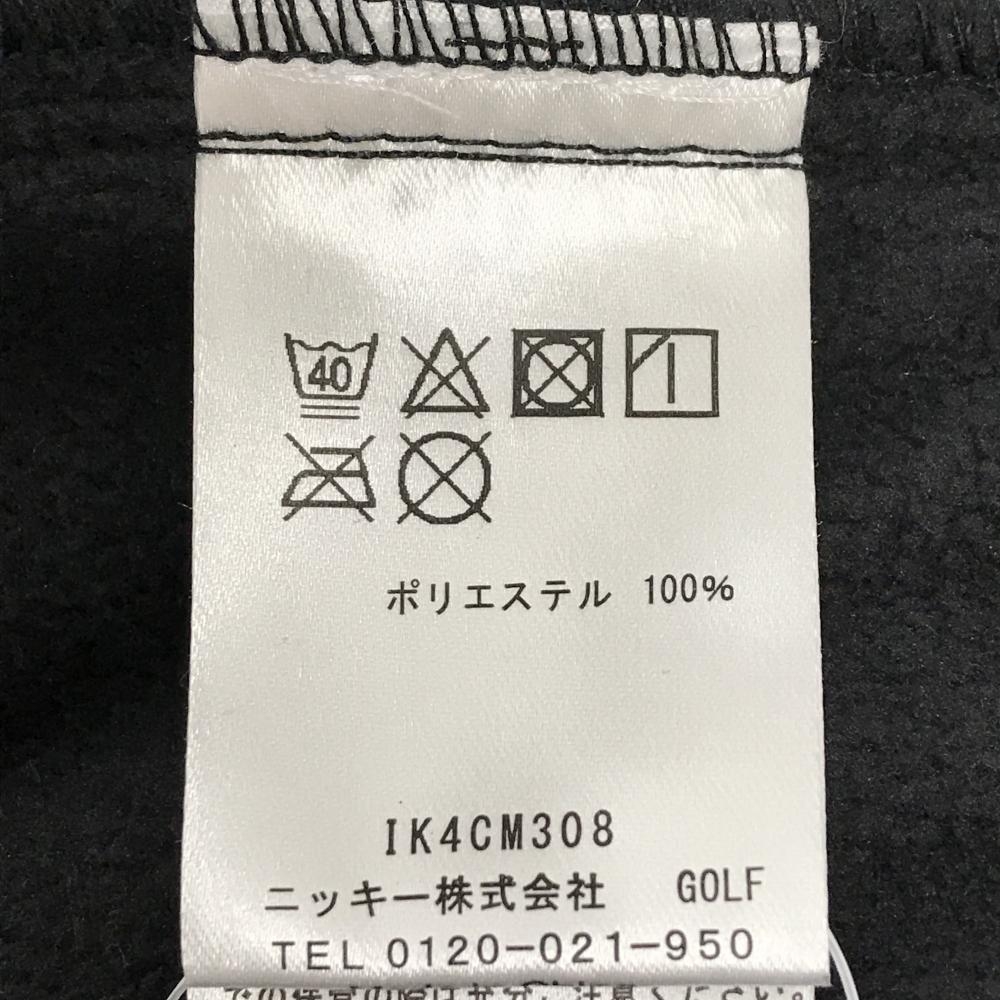 40
ポリエステル 100%
IK4CM308
ニッキー株式会社 GOLF
TEL 0120-021-950